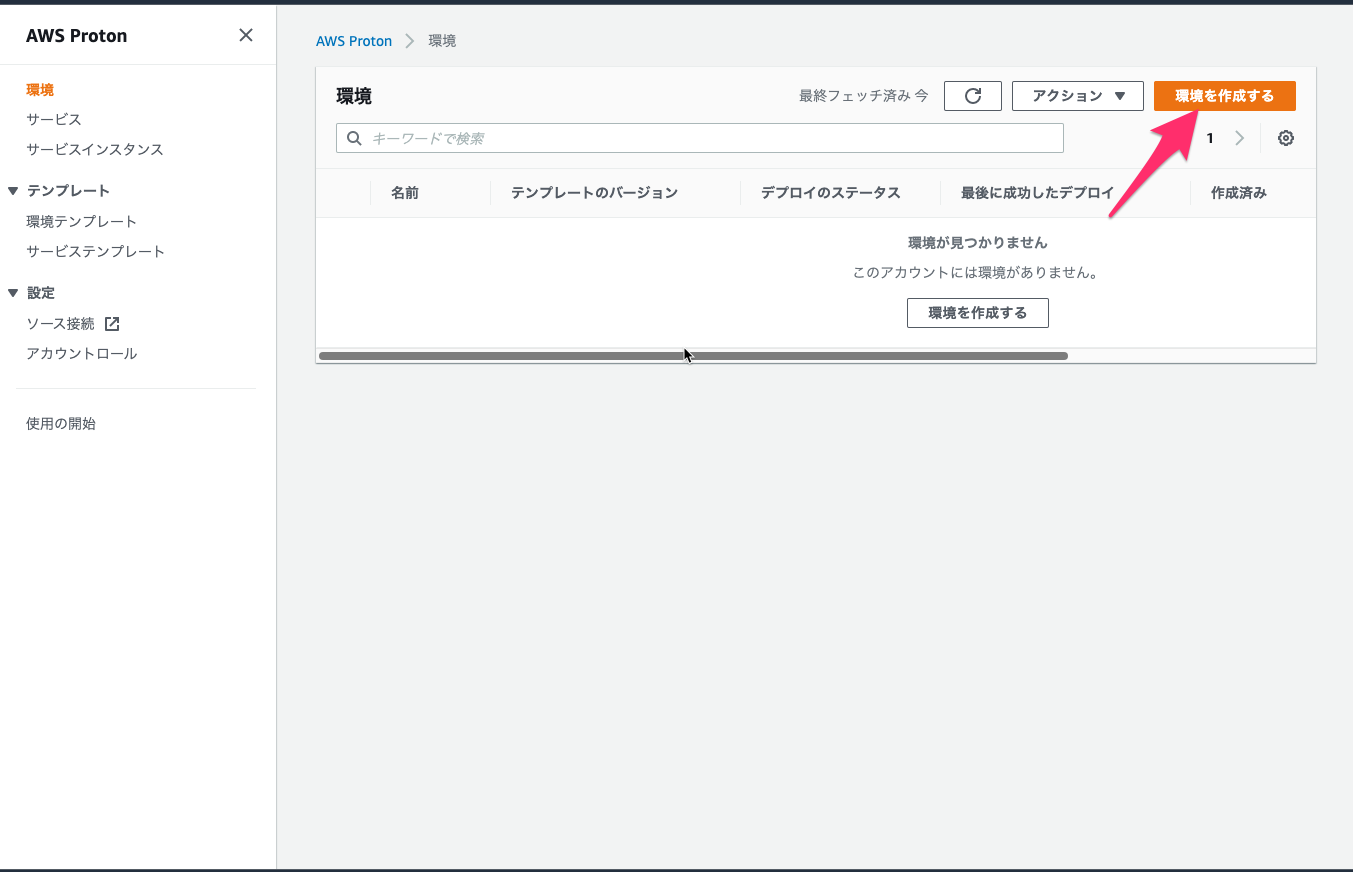 AWS Proton
環境
サービス
サービスインスタンス
テンプレート
環境テンプレート
サービステンプレート
設定
ソース接続
アカウントロール
使用の開始
AWS Proton 環境
環境 最終フェッチ済み 今 アクション 環境を作成する
キーワードで検索 1
名前 テンプレートのバージョン デプロイのステータス 最後に成功したデプロイ 作成済み
環境が見つかりません
このアカウントには環境がありません。
環境を作成する